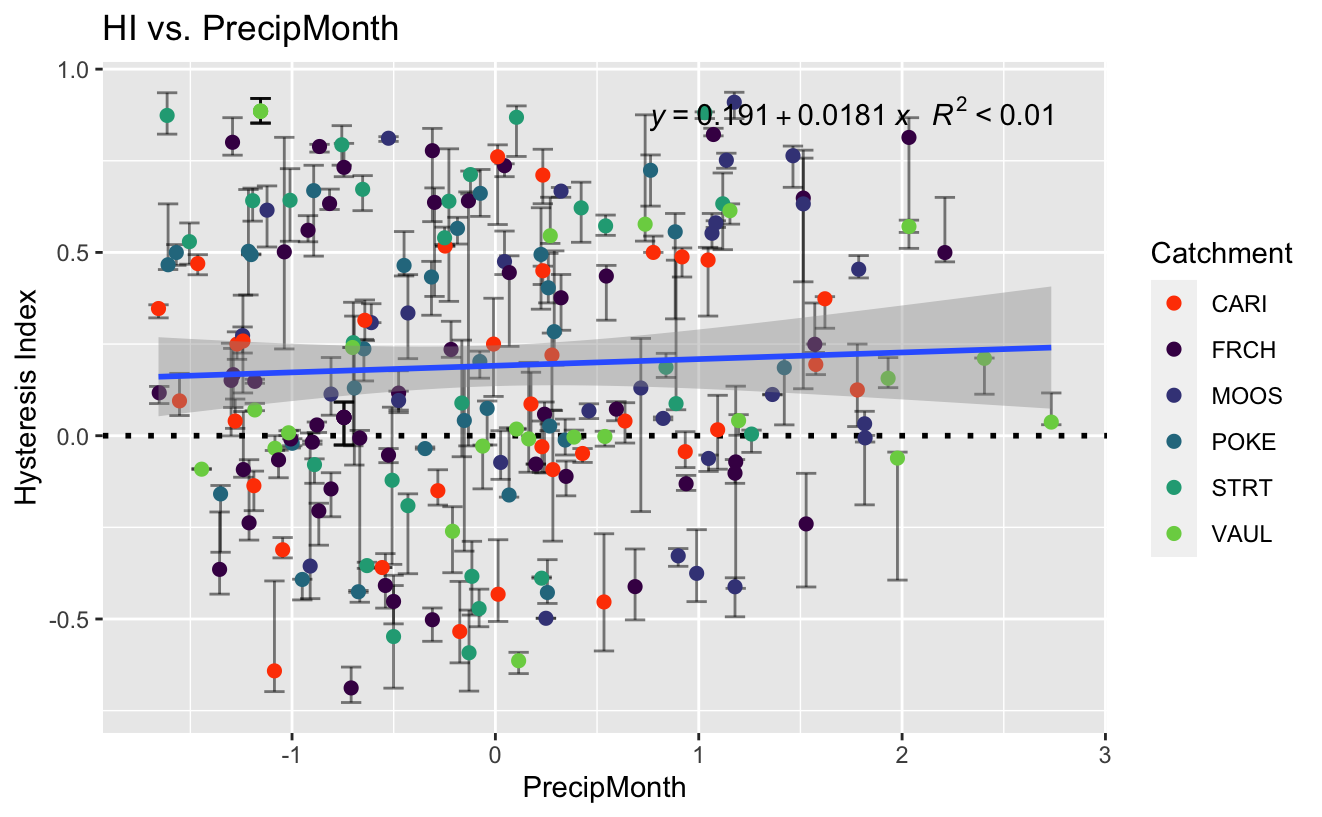 HI vs. PrecipMonth
y = 0.191 + 0.0181 x R² < 0.01
1.0
0.5
0.0
-0.5
Hysteresis Index
-1
0
1
2
3
PrecipMonth
Catchment
CARI
FRCH
MOOS
POKE
STRT
VAUL